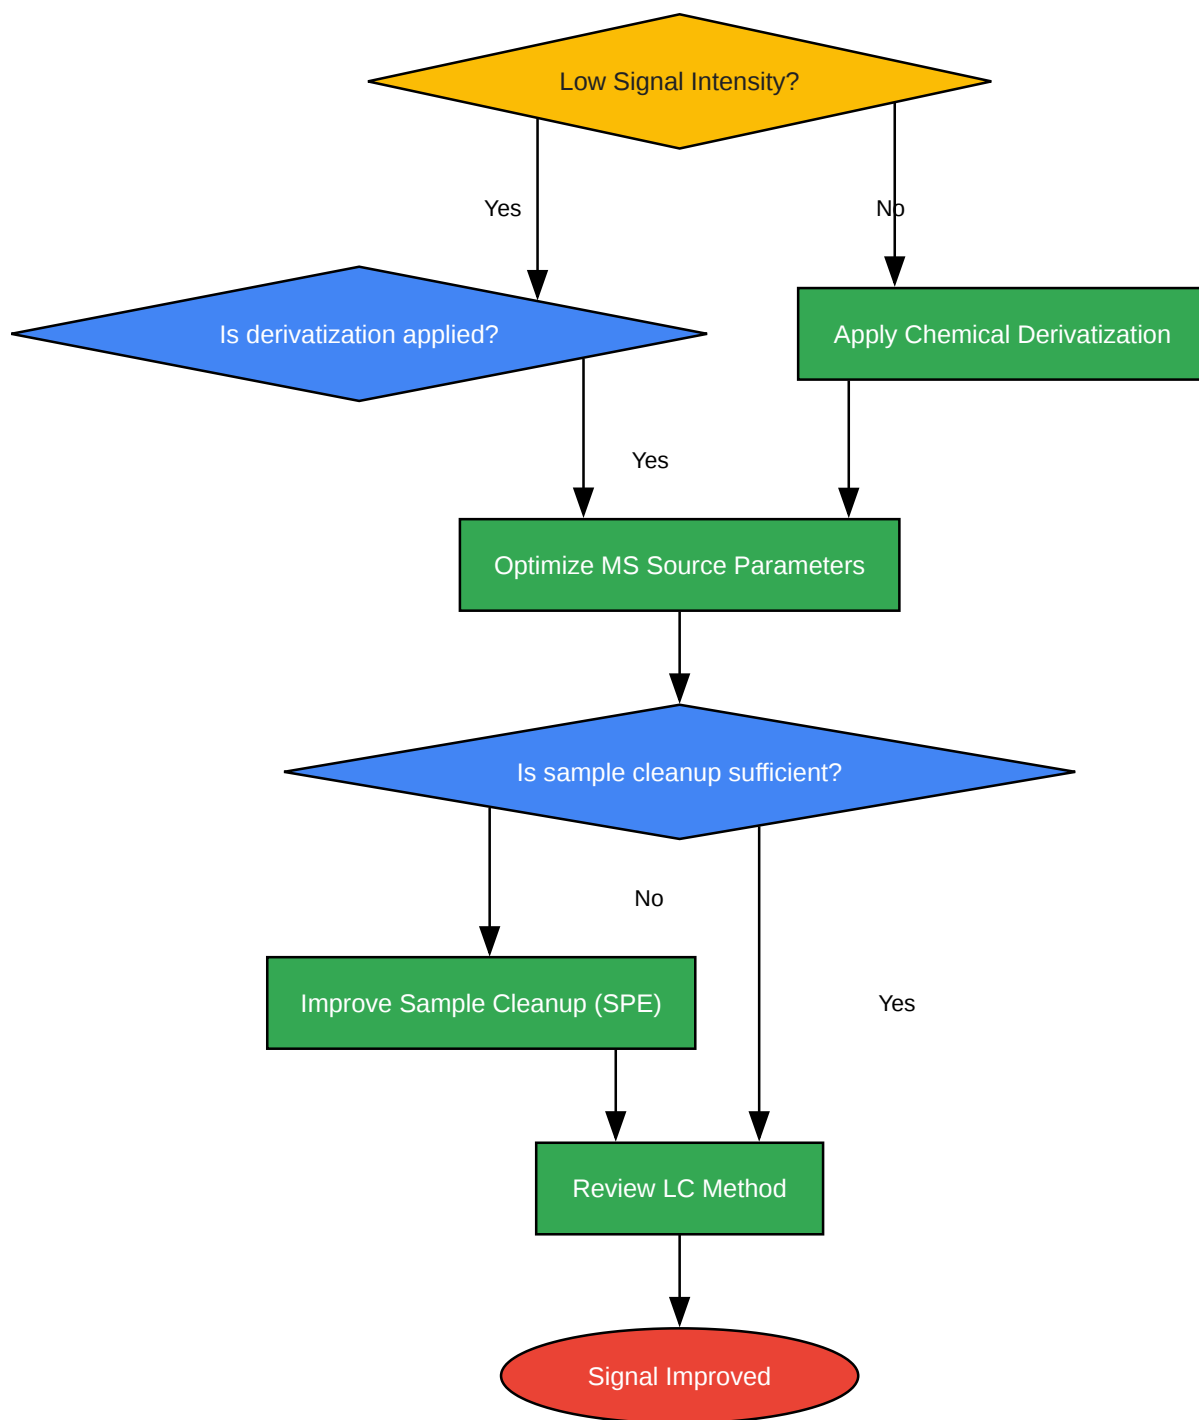 Low Signal Intensity?
Yes
No
Is derivatization applied?
Apply Chemical Derivatization
Yes
Optimize MS Source Parameters
Is sample cleanup sufficient?
No
Improve Sample Cleanup (SPE)
Yes
Review LC Method
Signal Improved